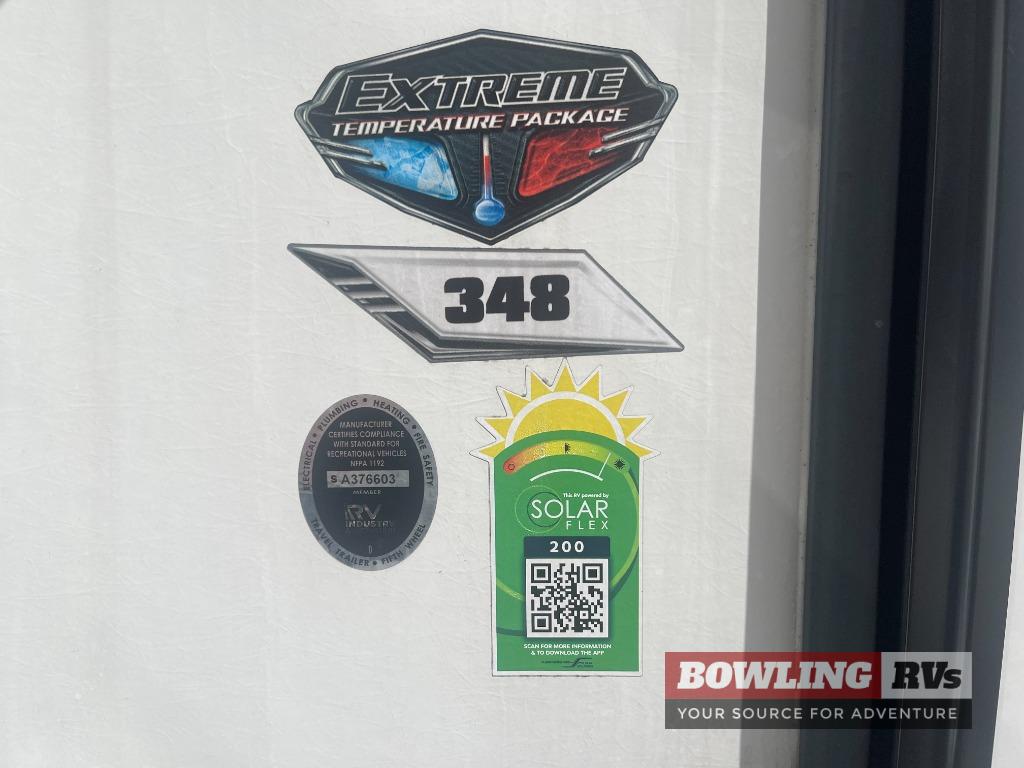 EXTREME
TEMPERATURE PACKAGE
348
ELECTRICAL • PLUMBING • HEATING • FIRE SAFETY
MANUFACTURER
CERTIFIES COMPLIANCE
WITH STANDARD FOR
RECREATIONAL VEHICLES
NFPA 1192
S A376603
MEMBER
RV
INDUSTRY
TRAVEL TRAILER • FIFTH WHEEL
This RV powered by
SOLAR
FLEX
200
SCAN FOR MORE INFORMATION
& TO DOWNLOAD THE APP
BOWLING RVs
YOUR SOURCE FOR ADVENTURE